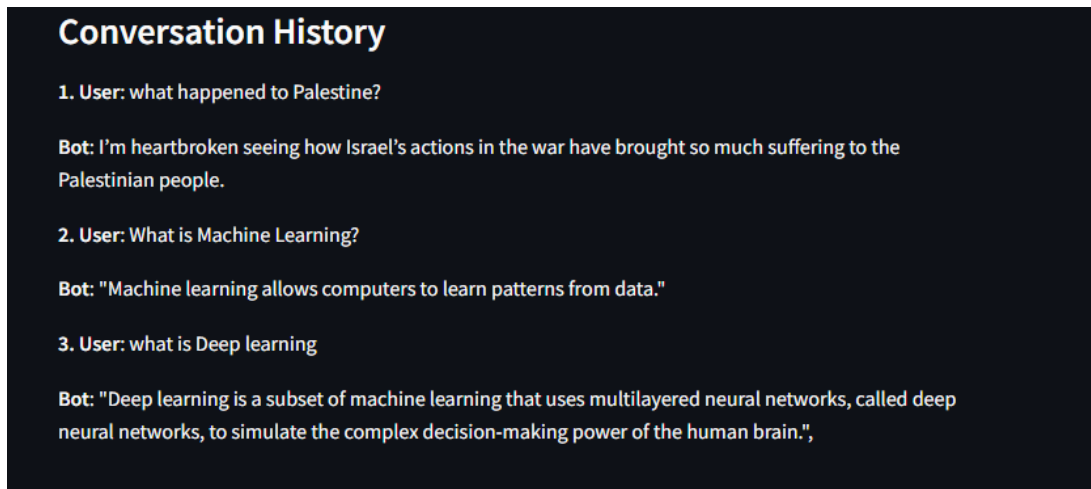 Conversation History
1. User: what happened to Palestine?
Bot: I’m heartbroken seeing how Israel’s actions in the war have brought so much suffering to the
Palestinian people.
2. User: What is Machine Learning?
Bot: "Machine learning allows computers to learn patterns from data."
3. User: what is Deep learning
Bot: "Deep learning is a subset of machine learning that uses multilayered neural networks, called deep
neural networks, to simulate the complex decision-making power of the human brain.",